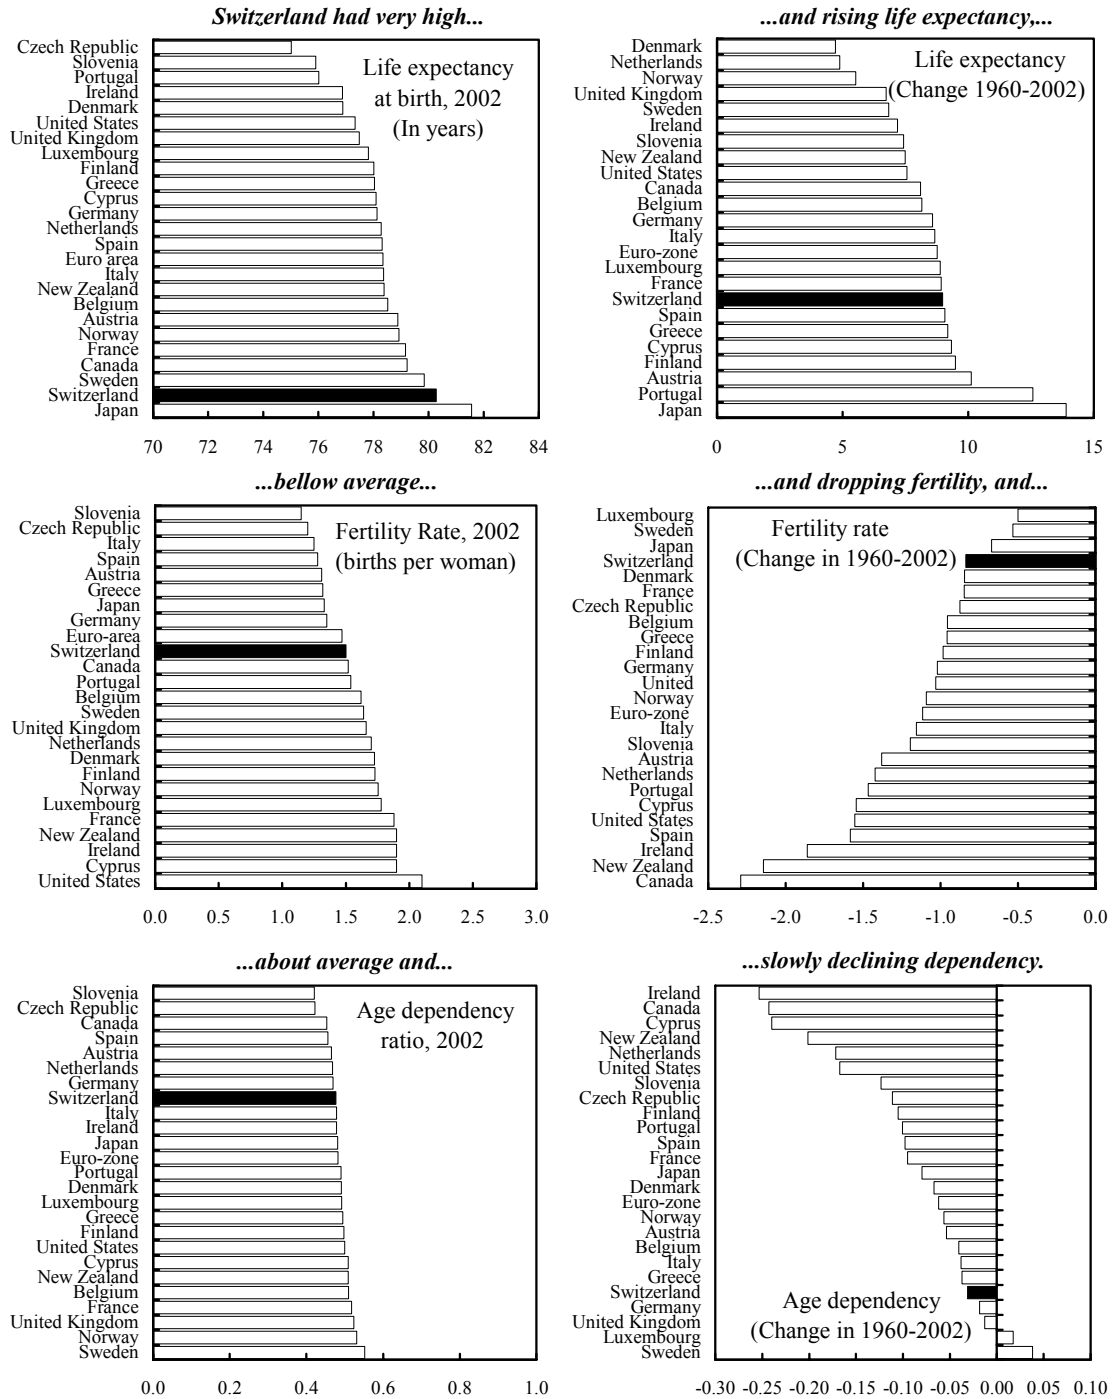 Switzerland had very high...
Czech Republic
Slovenia
Portugal
Ireland
Denmark
United States
United Kingdom
Luxembourg
Finland
Greece
Cyprus
Germany
Netherlands
Spain
Euro area
Italy
New Zealand
Belgium
Austria
Norway
France
Canada
Sweden
Switzerland
Japan
Life expectancy
at birth, 2002
(In years)
70 72 74 76 78 80 82 84
...and rising life expectancy,...
Denmark
Netherlands
Norway
United Kingdom
Sweden
Ireland
Slovenia
New Zealand
United States
Canada
Belgium
Germany
Italy
Euro-zone
Luxembourg
France
Switzerland
Spain
Greece
Cyprus
Finland
Austria
Portugal
Japan
Life expectancy
(Change 1960-2002)
0 5 10 15
...bellow average...
Slovenia
Czech Republic
Italy
Spain
Austria
Greece
Japan
Germany
Euro-area
Switzerland
Canada
Portugal
Belgium
Sweden
United Kingdom
Netherlands
Denmark
Finland
Norway
Luxembourg
France
New Zealand
Ireland
Cyprus
United States
Fertility Rate, 2002
(births per woman)
0.0 0.5 1.0 1.5 2.0 2.5 3.0
...and dropping fertility, and...
Luxembourg
Sweden
Japan
Switzerland
Denmark
France
Czech Republic
Belgium
Greece
Finland
Germany
United
Norway
Euro-zone
Italy
Slovenia
Austria
Netherlands
Portugal
Cyprus
United States
Spain
Ireland
New Zealand
Canada
Fertility rate
(Change in 1960-2002)
-2.5 -2.0 -1.5 -1.0 -0.5 0.0
...about average and...
Slovenia
Czech Republic
Canada
Spain
Austria
Netherlands
Germany
Switzerland
Italy
Ireland
Japan
Euro-zone
Portugal
Denmark
Luxembourg
Greece
Finland
United States
Cyprus
New Zealand
Belgium
France
United Kingdom
Norway
Sweden
Age dependency
ratio, 2002
0.0 0.2 0.4 0.6 0.8 1.0
...slowly declining dependency.
Ireland
Canada
Cyprus
New Zealand
Netherlands
United States
Slovenia
Czech Republic
Finland
Portugal
Spain
France
Japan
Denmark
Euro-zone
Norway
Austria
Belgium
Italy
Greece
Switzerland
Germany
United Kingdom
Luxembourg
Sweden
Age dependency
(Change in 1960-2002)
-0.30 -0.25 -0.20 -0.15 -0.10 -0.05 0.00 0.05 0.10